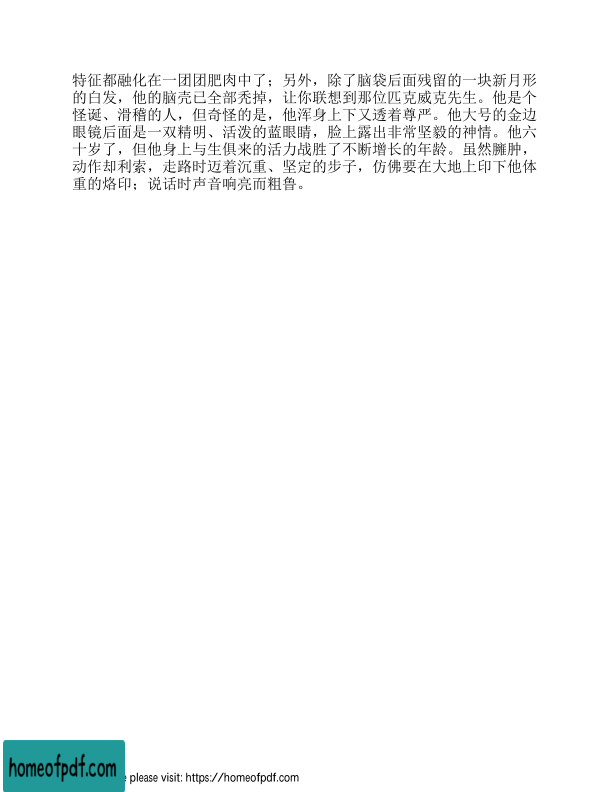 特征都融化在一团团肥肉中了；另外，除了脑袋后面残留的一块新月形
的白发，他的脑壳已全部秃掉，让你联想到那位匹克威克先生。他是个
怪诞、滑稽的人，但奇怪的是，他浑身上下又透着尊严。他大号的金边
眼镜后面是一双精明、活泼的蓝眼睛，脸上露出非常坚毅的神情。他六
十岁了，但他身上与生俱来的活力战胜了不断增长的年龄。虽然臃肿，
动作却利索，走路时迈着沉重、坚定的步子，仿佛要在大地上印下他体
重的烙印；说话时声音响亮而粗鲁。
homeofpdf.com
please visit: https://homeofpdf.com